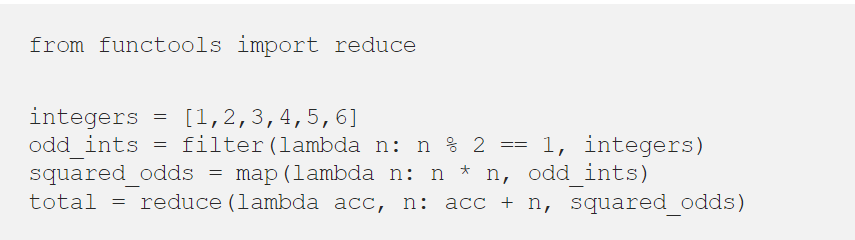 from functools import reduce
integers = [1,2,3,4,5,6]
odd_ints = filter(lambda n: n % 2 == 1, integers)
squared_odds = map(lambda n: n * n, odd_ints)
total = reduce(lambda acc, n: acc + n, squared_odds)